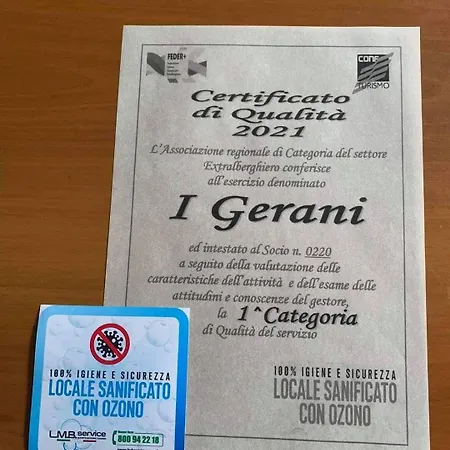 FEDER+
CONF
TURISMO
Certificato
di Qualità
2021
L'Associazione regionale di Categoria del settore
Extralberghiero conferisce
all'esercizio denominato
I Gerani
ed intestato al Socio n. 0220
a seguito della valutazione delle
caratteristiche dell'attività e dell'esame delle
attitudini e conoscenze del gestore,
la 1^Categoria
di Qualità del servizio
100% IGIENE E SICUREZZA
LOCALE SANIFICATO
CON OZONO
100% IGIENE E SICUREZZA
LOCALE SANIFICATO
CON OZONO
L.M.R. service
800 94 22 18